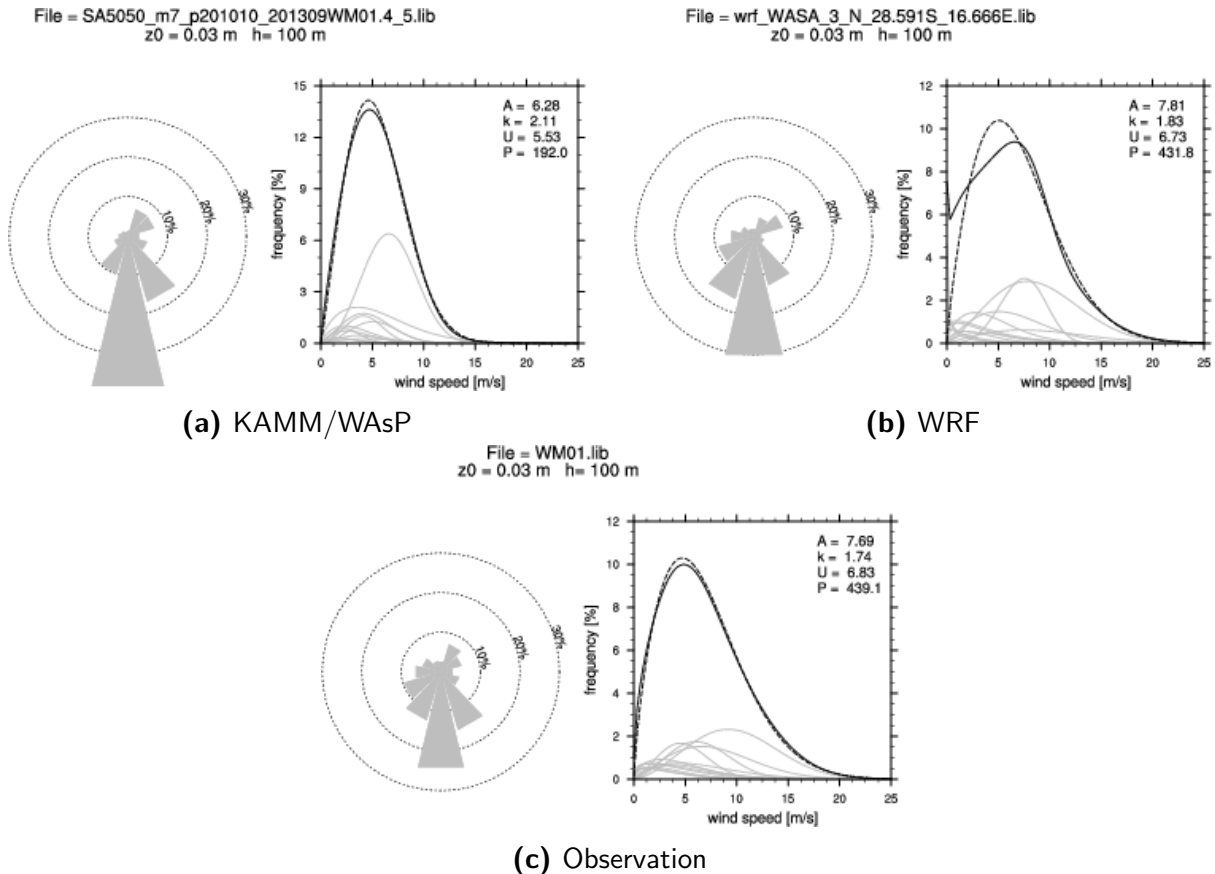 File = SA5050_m7_p201010_201309WM01.4_5.lib
z0 = 0.03 m h= 100 m
10%
20%
30%
15
12
9
6
3
0
frequency [%]
A = 6.28
k = 2.11
U = 5.53
P = 192.0
0 5 10 15 20 25
wind speed [m/s]
(a) KAMM/WAsP
File = wrf_WASA_3_N_28.591S_16.666E.lib
z0 = 0.03 m h= 100 m
10%
20%
30%
12
10
8
6
4
2
0
frequency [%]
A = 7.81
k = 1.83
U = 6.73
P = 431.8
0 5 10 15 20 25
wind speed [m/s]
(b) WRF
File = WM01.lib
z0 = 0.03 m h= 100 m
10%
20%
30%
12
10
8
6
4
2
0
frequency [%]
A = 7.69
k = 1.74
U = 6.83
P = 439.1
0 5 10 15 20 25
wind speed [m/s]
(c) Observation